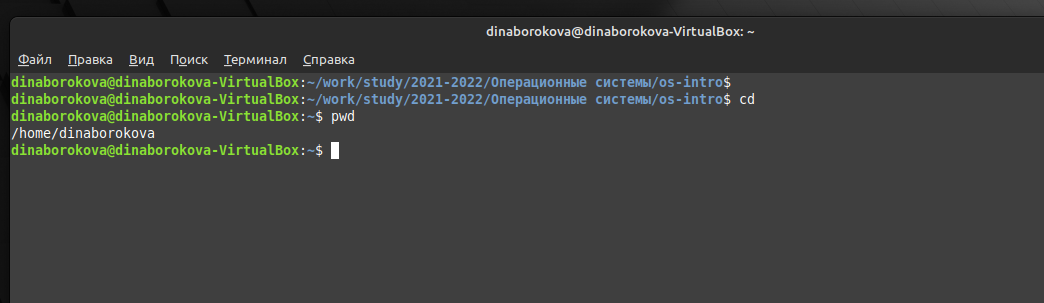 dinaborokova@dinaborokova-VirtualBox: ~
Файл Правка Вид Поиск Терминал Справка
dinaborokova@dinaborokova-VirtualBox:~/work/study/2021-2022/Операционные системы/os-intro$
dinaborokova@dinaborokova-VirtualBox:~/work/study/2021-2022/Операционные системы/os-intro$ cd
dinaborokova@dinaborokova-VirtualBox:~$ pwd
/home/dinaborokova
dinaborokova@dinaborokova-VirtualBox:~$